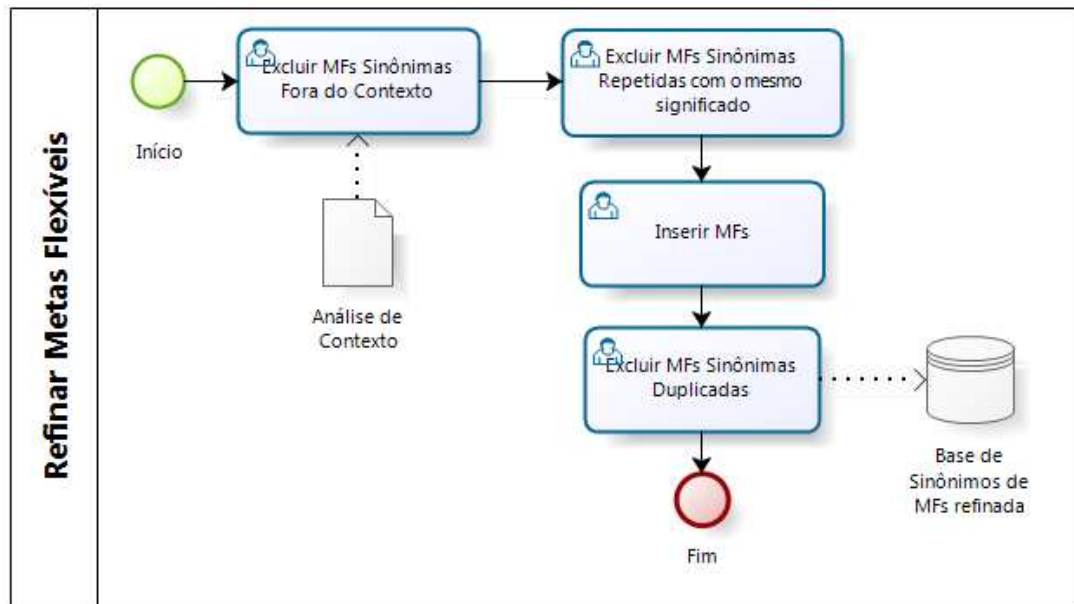 Refinar Metas Flexíveis
Início
Excluir MFs Sinônimas
Fora do Contexto
Excluir MFs Sinônimas
Repetidas com o mesmo
significado
Análise de
Contexto
Inserir MFs
Excluir MFs Sinônimas
Duplicadas
Base de
Sinônimos de
MFs refinada
Fim